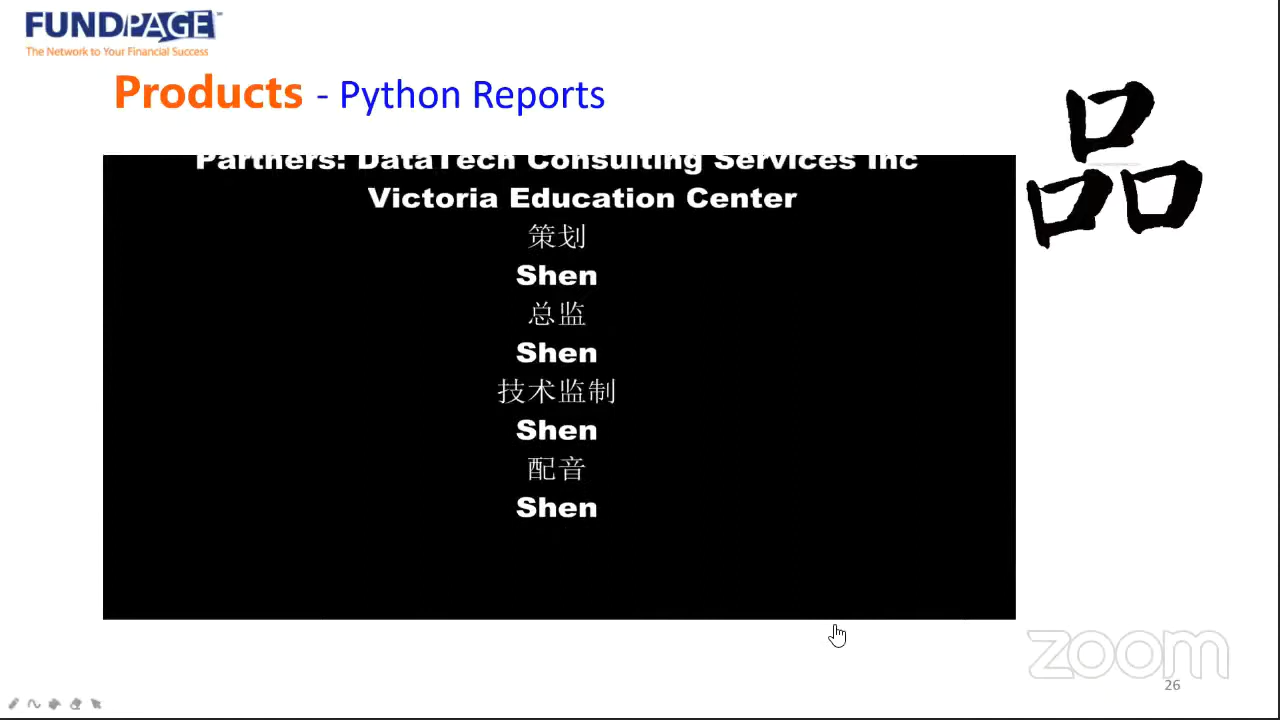 FUNDPAGE™
The Network to Your Financial Success
Products - Python Reports
品
Partners: DataTech Consulting Services Inc
Victoria Education Center
策划
Shen
总监
Shen
技术监制
Shen
配音
Shen
zoom
26